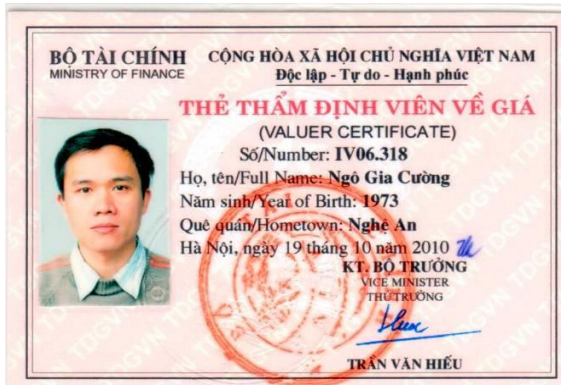 BỘ TÀI CHÍNH
MINISTRY OF FINANCE
CỘNG HÒA XÃ HỘI CHỦ NGHĨA VIỆT NAM
Độc lập - Tự do - Hạnh phúc
THẺ THẨM ĐỊNH VIÊN VỀ GIÁ
(VALUER CERTIFICATE)
Số/Number: IV06.318
Họ, tên/Full Name: Ngô Gia Cường
Năm sinh/Year of Birth: 1973
Quê quán/Hometown: Nghệ An
Hà Nội, ngày 19 tháng 10 năm 2010
KT. BỘ TRƯỞNG
VICE MINISTER
THỨ TRƯỞNG
TRẦN VĂN HIẾU